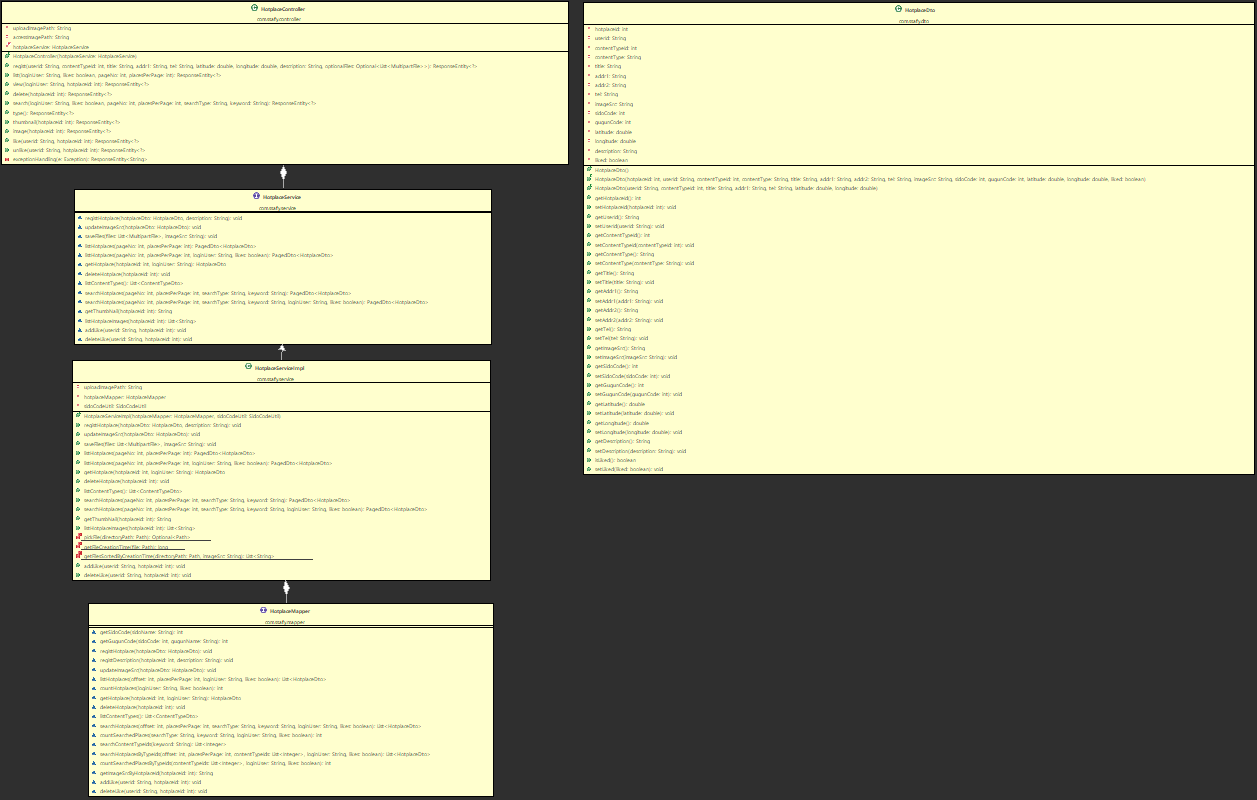 HotplaceController
com.ssafy.controller
uploadImagePath: String
accessImagePath: String
hotplaceService: HotplaceService
HotplaceController(hotplaceService: HotplaceService)
regist(userId: String, contentTypeId: int, title: String, addr1: String, tel: String, latitude: double, longitude: double, description: String, optionalFiles: Optional<List<MultipartFile>>): ResponseEntity<?>
list(loginUser: String, likes: boolean, pageNo: int, placesPerPage: int): ResponseEntity<?>
view(loginUser: String, hotplaceId: int): ResponseEntity<?>
delete(hotplaceId: int): ResponseEntity<?>
search(loginUser: String, likes: boolean, pageNo: int, placesPerPage: int, searchType: String, keyword: String): ResponseEntity<?>
type(): ResponseEntity<?>
thumbnail(hotplaceId: int): ResponseEntity<?>
image(hotplaceId: int): ResponseEntity<?>
like(userId: String, hotplaceId: int): ResponseEntity<?>
unlike(userId: String, hotplaceId: int): ResponseEntity<?>
exceptionHandling(e: Exception): ResponseEntity<String>
HotplaceService
com.ssafy.service
registHotplace(hotplaceDto: HotplaceDto, description: String): void
updateImageSrc(hotplaceDto: HotplaceDto): void
saveFiles(files: List<MultipartFile>, imageSrc: String): void
listHotplaces(pageNo: int, placesPerPage: int): PagedDto<HotplaceDto>
listHotplaces(pageNo: int, placesPerPage: int, loginUser: String, likes: boolean): PagedDto<HotplaceDto>
getHotplace(hotplaceId: int, loginUser: String): HotplaceDto
deleteHotplace(hotplaceId: int): void
listContentTypes(): List<ContentTypeDto>
searchHotplaces(pageNo: int, placesPerPage: int, searchType: String, keyword: String): PagedDto<HotplaceDto>
searchHotplaces(pageNo: int, placesPerPage: int, searchType: String, keyword: String, loginUser: String, likes: boolean): PagedDto<HotplaceDto>
getThumbNail(hotplaceId: int): String
listHotplaceImages(hotplaceId: int): List<String>
addLike(userId: String, hotplaceId: int): void
deleteLike(userId: String, hotplaceId: int): void
HotplaceServiceImpl
com.ssafy.service
uploadImagePath: String
hotplaceMapper: HotplaceMapper
sidoCodeUtil: SidoCodeUtil
HotplaceServiceImpl(hotplaceMapper: HotplaceMapper, sidoCodeUtil: SidoCodeUtil)
registHotplace(hotplaceDto: HotplaceDto, description: String): void
updateImageSrc(hotplaceDto: HotplaceDto): void
saveFiles(files: List<MultipartFile>, imageSrc: String): void
listHotplaces(pageNo: int, placesPerPage: int): PagedDto<HotplaceDto>
listHotplaces(pageNo: int, placesPerPage: int, loginUser: String, likes: boolean): PagedDto<HotplaceDto>
getHotplace(hotplaceId: int, loginUser: String): HotplaceDto
deleteHotplace(hotplaceId: int): void
listContentTypes(): List<ContentTypeDto>
searchHotplaces(pageNo: int, placesPerPage: int, searchType: String, keyword: String): PagedDto<HotplaceDto>
searchHotplaces(pageNo: int, placesPerPage: int, searchType: String, keyword: String, loginUser: String, likes: boolean): PagedDto<HotplaceDto>
getThumbNail(hotplaceId: int): String
listHotplaceImages(hotplaceId: int): List<String>
pickFile(directoryPath: Path): Optional<Path>
getFileCreationTime(file: Path): long
getFilesSortedByCreationTime(directoryPath: Path, imageSrc: String): List<String>
addLike(userId: String, hotplaceId: int): void
deleteLike(userId: String, hotplaceId: int): void
HotplaceMapper
com.ssafy.mapper
getSidoCode(sidoName: String): int
getGugunCode(sidoCode: int, gugunName: String): int
registHotplace(hotplaceDto: HotplaceDto): void
registDescription(hotplaceId: int, description: String): void
updateImageSrc(hotplaceDto: HotplaceDto): void
listHotplaces(offset: int, placesPerPage: int, loginUser: String, likes: boolean): List<HotplaceDto>
countHotplaces(loginUser: String, likes: boolean): int
getHotplace(hotplaceId: int, loginUser: String): HotplaceDto
deleteHotplace(hotplaceId: int): void
listContentTypes(): List<ContentTypeDto>
searchHotplaces(offset: int, placesPerPage: int, searchType: String, keyword: String, loginUser: String, likes: boolean): List<HotplaceDto>
countSearchedPlaces(searchType: String, keyword: String, loginUser: String, likes: boolean): int
searchContentTypeIds(keyword: String): List<Integer>
searchHotplacesByTypeIds(offset: int, placesPerPage: int, contentTypeIds: List<Integer>, loginUser: String, likes: boolean): List<HotplaceDto>
countSearchedPlacesByTypeIds(contentTypeIds: List<Integer>, loginUser: String, likes: boolean): int
getImageSrcByHotplaceId(hotplaceId: int): String
addLike(userId: String, hotplaceId: int): void
deleteLike(userId: String, hotplaceId: int): void
HotplaceDto
com.ssafy.dto
hotplaceId: int
userId: String
contentTypeId: int
contentType: String
title: String
addr1: String
addr2: String
tel: String
imageSrc: String
sidoCode: int
gugunCode: int
latitude: double
longitude: double
description: String
liked: boolean
HotplaceDto()
HotplaceDto(hotplaceId: int, userId: String, contentTypeId: int, contentType: String, title: String, addr1: String, addr2: String, tel: String, imageSrc: String, sidoCode: int, gugunCode: int, latitude: double, longitude: double, liked: boolean)
HotplaceDto(userId: String, contentTypeId: int, title: String, addr1: String, tel: String, latitude: double, longitude: double)
getHotplaceId(): int
setHotplaceId(hotplaceId: int): void
getUserId(): String
setUserId(userId: String): void
getContentTypeId(): int
setContentTypeId(contentTypeId: int): void
getContentType(): String
setContentType(contentType: String): void
getTitle(): String
setTitle(title: String): void
getAddr1(): String
setAddr1(addr1: String): void
getAddr2(): String
setAddr2(addr2: String): void
getTel(): String
setTel(tel: String): void
getImageSrc(): String
setImageSrc(imageSrc: String): void
getSidoCode(): int
setSidoCode(sidoCode: int): void
getGugunCode(): int
setGugunCode(gugunCode: int): void
getLatitude(): double
setLatitude(latitude: double): void
getLongitude(): double
setLongitude(longitude: double): void
getDescription(): String
setDescription(description: String): void
isLiked(): boolean
setLiked(liked: boolean): void